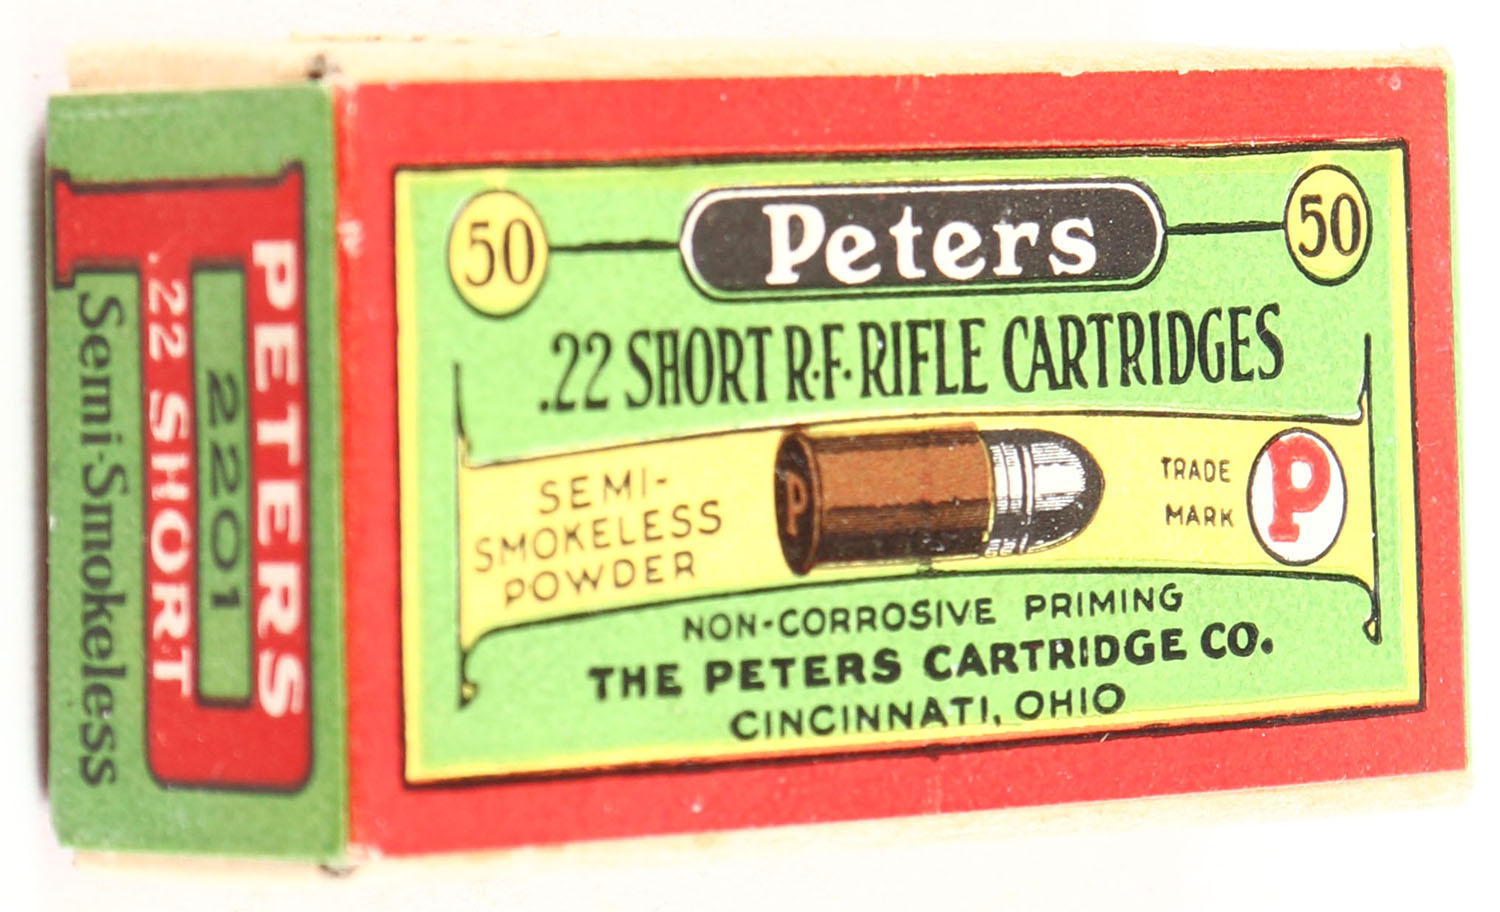 50 Peters 50
.22 SHORT R.F. RIFLE CARTRIDGES
SEMI-
SMOKELESS
POWDER
P
TRADE
MARK
P
NON-CORROSIVE PRIMING
THE PETERS CARTRIDGE CO.
CINCINNATI, OHIO
PETERS
2201
.22 SHORT
Semi-Smokeless